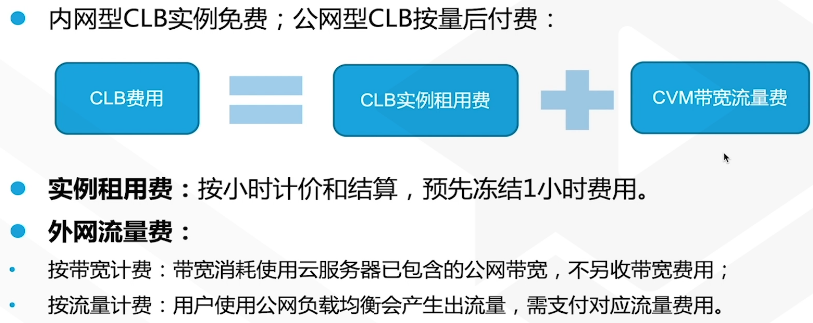 内网型CLB实例免费；公网型CLB按量后付费：
CLB费用
CLB实例租用费
CVM带宽流量费
实例租用费：按小时计价和结算，预先冻结1小时费用。
外网流量费：
按带宽计费：带宽消耗使用云服务器已包含的公网带宽，不另收带宽费用；
按流量计费：用户使用公网负载均衡会产生出流量，需支付对应流量费用。